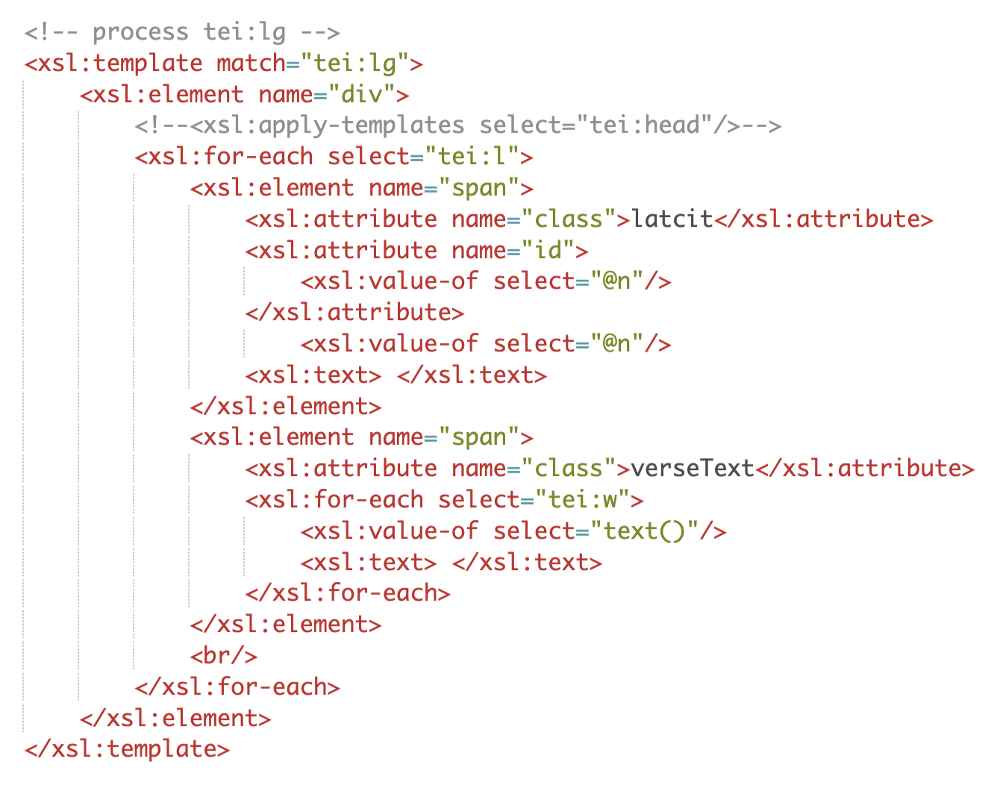 <!-- process tei:lg -->
<xsl:template match="tei:lg">
    <xsl:element name="div">
        <!--<xsl:apply-templates select="tei:head"/>-->
        <xsl:for-each select="tei:l">
            <xsl:element name="span">
                <xsl:attribute name="class">latcit</xsl:attribute>
                <xsl:attribute name="id">
                    <xsl:value-of select="@n"/>
                </xsl:attribute>
                    <xsl:value-of select="@n"/>
                <xsl:text> </xsl:text>
            </xsl:element>
            <xsl:element name="span">
                <xsl:attribute name="class">verseText</xsl:attribute>
                <xsl:for-each select="tei:w">
                    <xsl:value-of select="text()"/>
                    <xsl:text> </xsl:text>
                </xsl:for-each>
            </xsl:element>
            <br/>
        </xsl:for-each>
    </xsl:element>
</xsl:template>